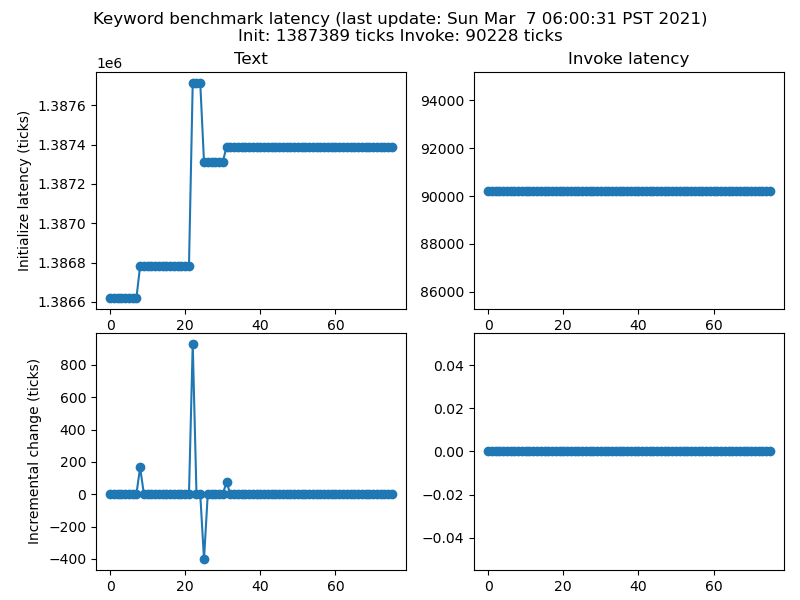 Keyword benchmark latency (last update: Sun Mar  7 06:00:31 PST 2021)
Init: 1387389 ticks Invoke: 90228 ticks
Text
Invoke latency
1e6
Initialize latency (ticks)
1.3876
1.3874
1.3872
1.3870
1.3868
1.3866
0 20 40 60
94000
92000
90000
88000
86000
0 20 40 60
Incremental change (ticks)
800
600
400
200
0
−200
−400
0 20 40 60
0.04
0.02
0.00
−0.02
−0.04
0 20 40 60